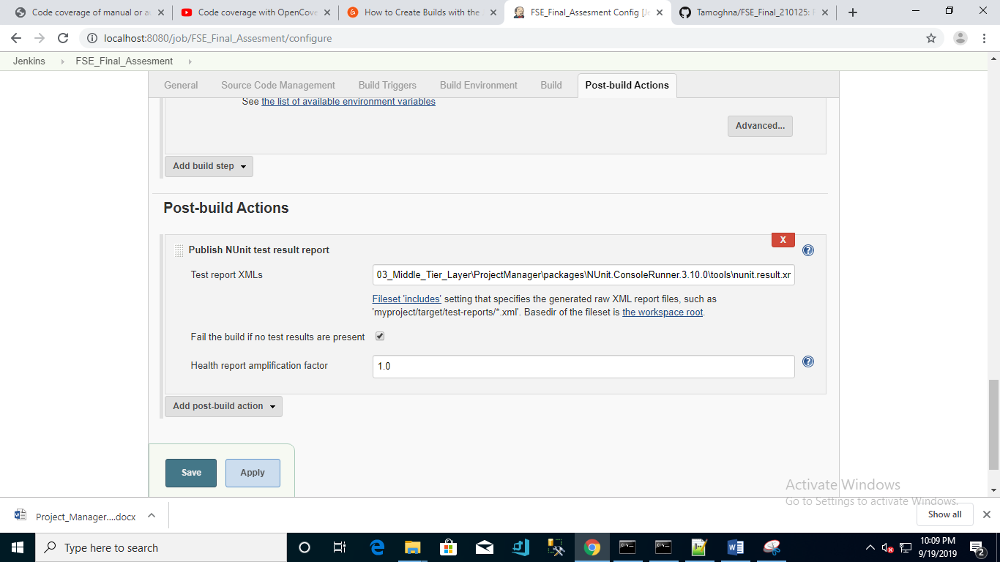 Code coverage of manual or au
Code coverage with OpenCove
How to Create Builds with the
FSE_Final_Assesment Config [Je
Tamoghna/FSE_Final_210125: F
localhost:8080/job/FSE_Final_Assesment/configure
Jenkins
FSE_Final_Assesment
General
Source Code Management
Build Triggers
Build Environment
Build
Post-build Actions
See the list of available environment variables
Advanced...
Add build step
Post-build Actions
X
Publish NUnit test result report
Test report XMLs
03_Middle_Tier_Layer\ProjectManager\packages\NUnit.ConsoleRunner.3.10.0\tools\nunit.result.xr
Fileset 'includes' setting that specifies the generated raw XML report files, such as
'myproject/target/test-reports/*.xml'. Basedir of the fileset is the workspace root.
Fail the build if no test results are present
Health report amplification factor
1.0
Add post-build action
Save
Apply
Activate Windows
Go to Settings to activate Windows.
Project_Manager....docx
Show all
Type here to search
10:09 PM
9/19/2019
2